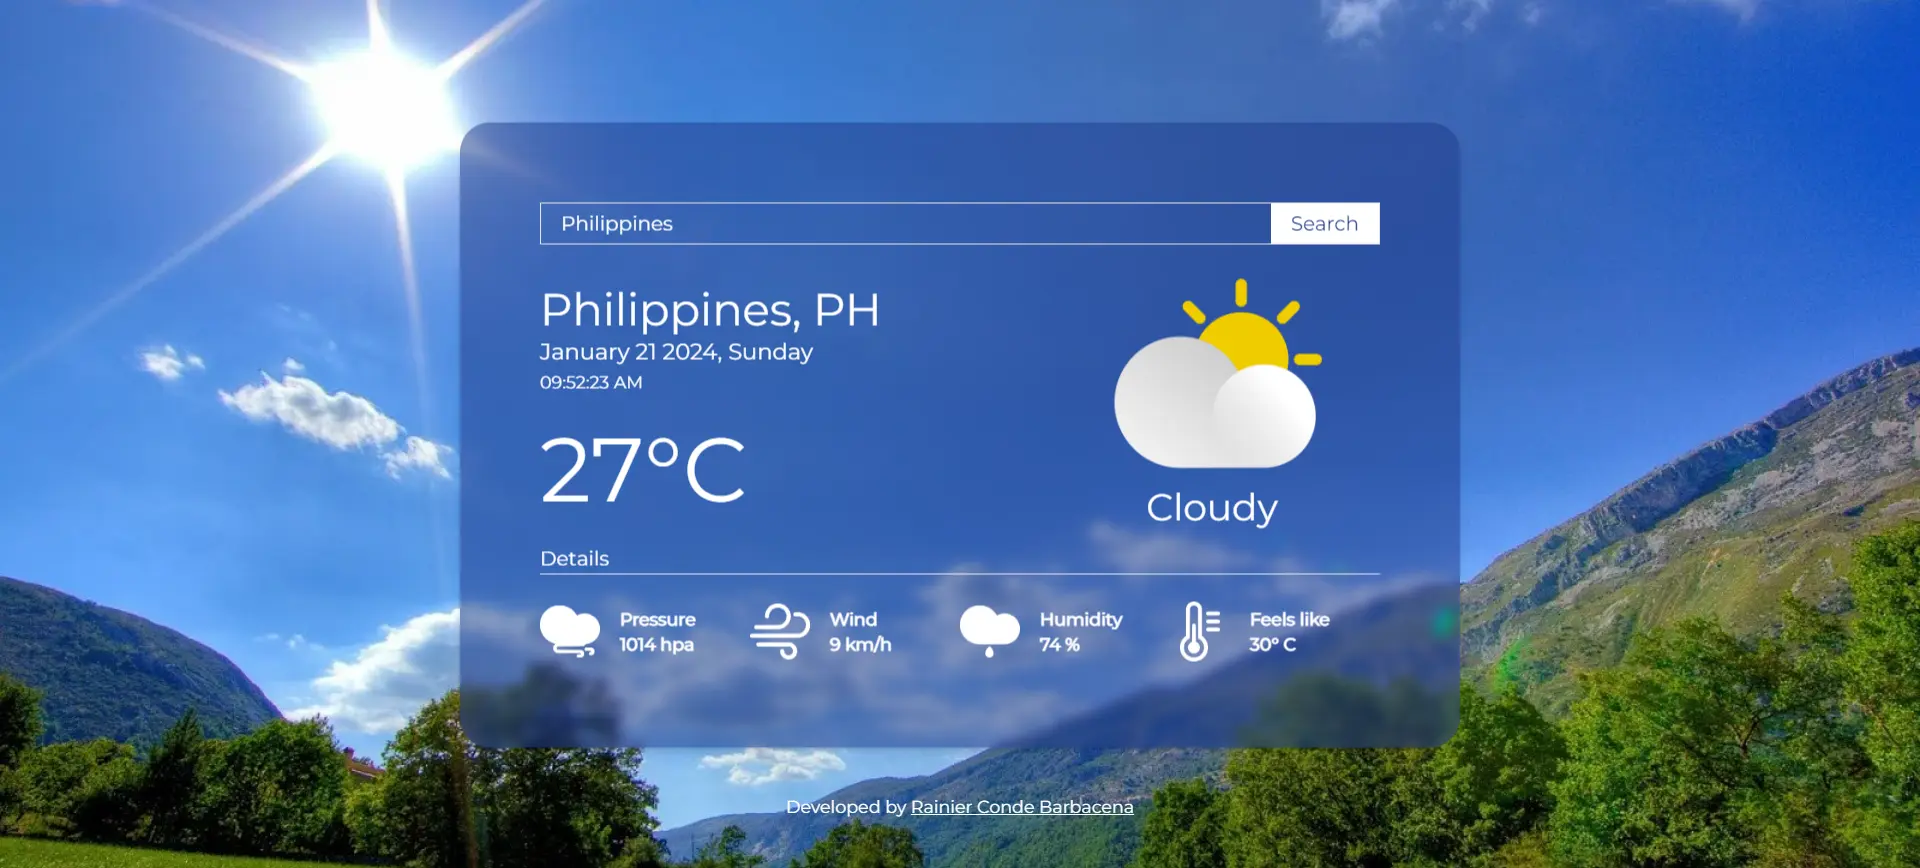 Philippines
Search
Philippines, PH
January 21 2024, Sunday
09:52:23 AM
27°C
Cloudy
Details
Pressure
1014 hpa
Wind
9 km/h
Humidity
74 %
Feels like
30° C
Developed by Rainier Conde Barbacena